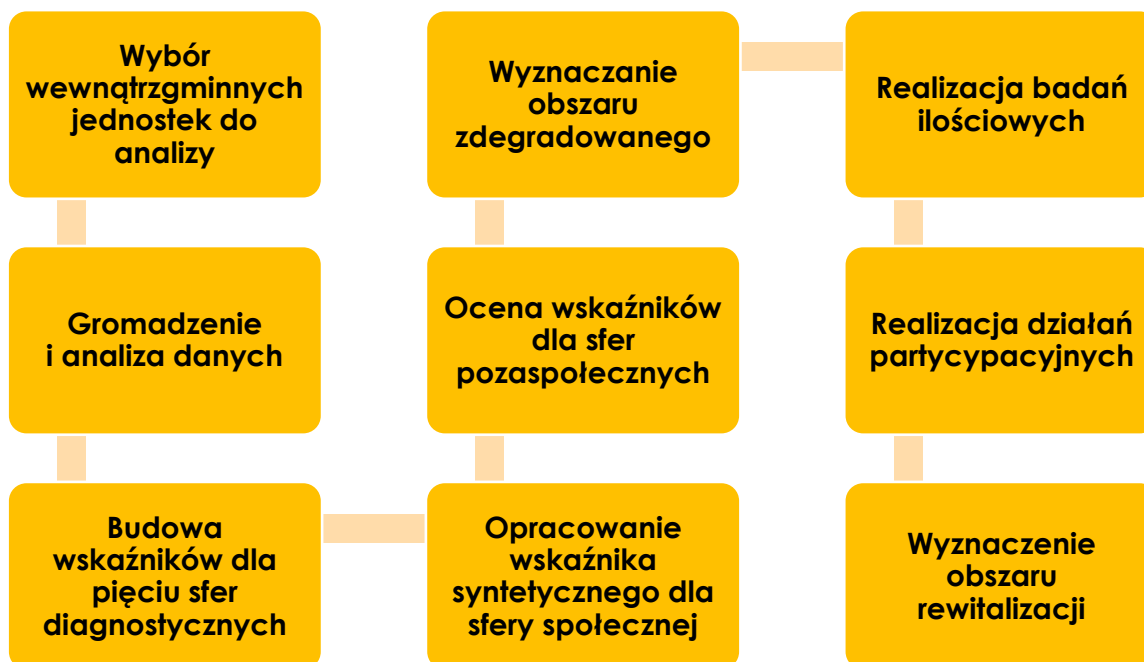 Wybór
wewnątrzgminnych
jednostek do
analizy
Gromadzenie
i analiza danych
Budowa
wskaźników dla
pięciu sfer
diagnostycznych
Opracowanie
wskaźnika
syntetycznego dla
sfery społecznej
Ocena wskaźników
dla sfer
pozaspołecznych
Wyznaczanie
obszaru
zdegradowanego
Realizacja badań
ilościowych
Realizacja działań
partycypacyjnych
Wyznaczenie
obszaru
rewitalizacji